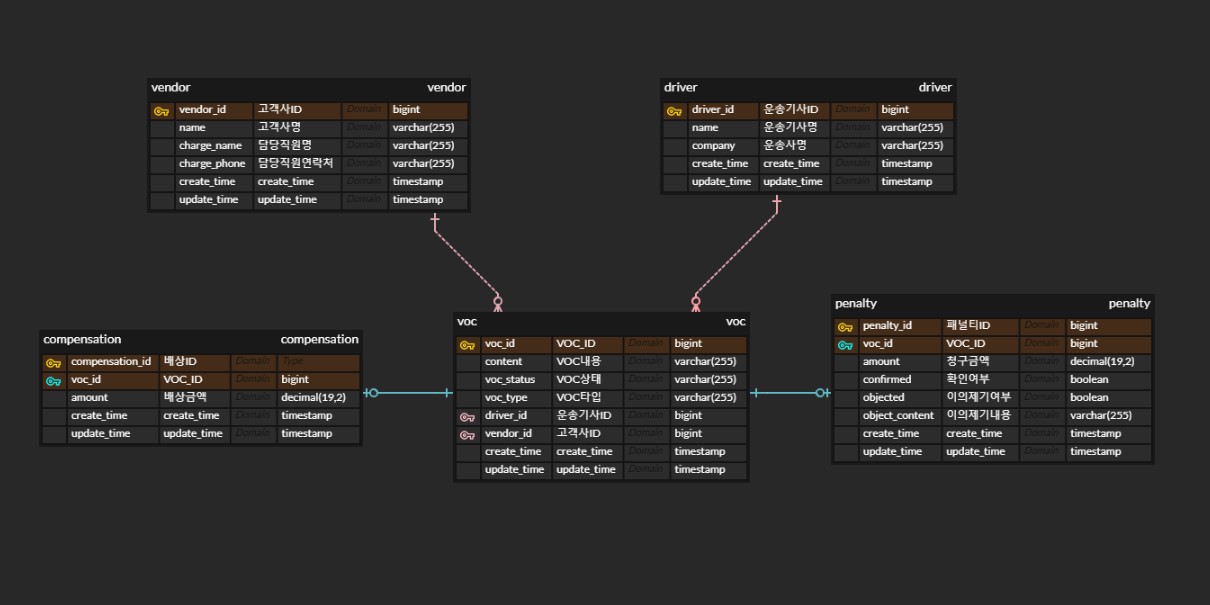 vendor vendor
vendor_id 고객사ID Domain bigint
name 고객사명 Domain varchar(255)
charge_name 담당직원명 Domain varchar(255)
charge_phone 담당직원연락처 Domain varchar(255)
create_time create_time Domain timestamp
update_time update_time Domain timestamp
driver driver
driver_id 운송기사ID Domain bigint
name 운송기사명 Domain varchar(255)
company 운송사명 Domain varchar(255)
create_time create_time Domain timestamp
update_time update_time Domain timestamp
compensation compensation
compensation_id 배상ID Domain Type
voc_id VOC_ID Domain bigint
amount 배상금액 Domain decimal(19,2)
create_time create_time Domain timestamp
update_time update_time Domain timestamp
voc voc
voc_id VOC_ID Domain bigint
content VOC내용 Domain varchar(255)
voc_status VOC상태 Domain varchar(255)
voc_type VOC타입 Domain varchar(255)
driver_id 운송기사ID Domain bigint
vendor_id 고객사ID Domain bigint
create_time create_time Domain timestamp
update_time update_time Domain timestamp
penalty penalty
penalty_id 패널티ID Domain bigint
voc_id VOC_ID Domain bigint
amount 청구금액 Domain decimal(19,2)
confirmed 확인여부 Domain boolean
objected 이의제기여부 Domain boolean
object_content 이의제기내용 Domain varchar(255)
create_time create_time Domain timestamp
update_time update_time Domain timestamp